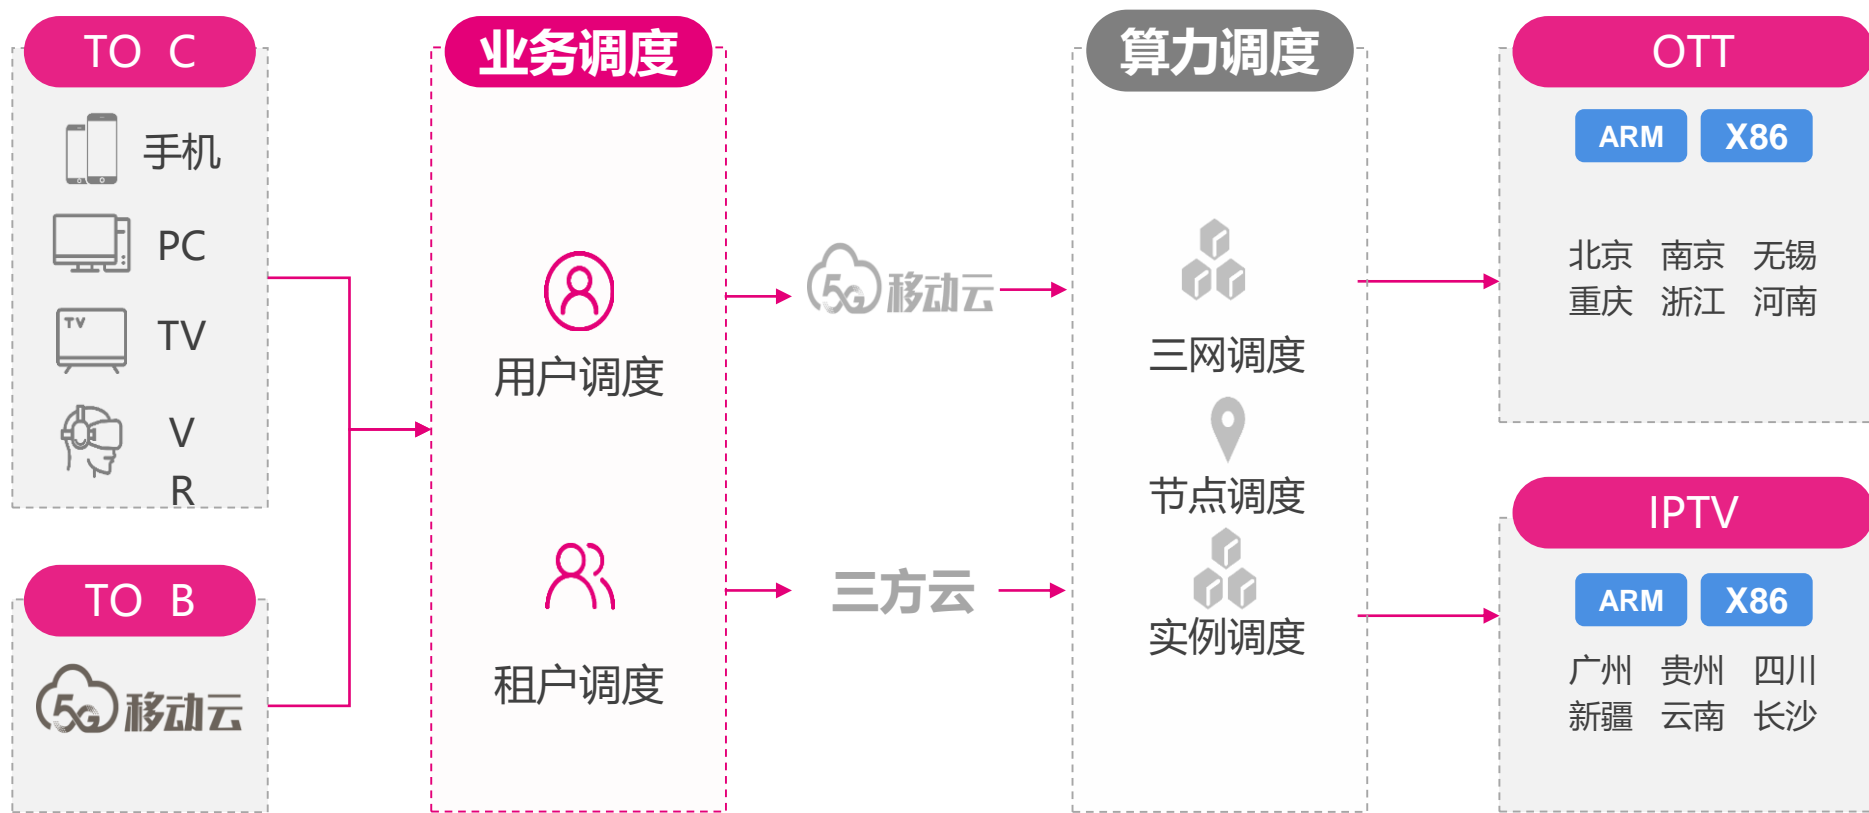 TO C
手机
PC
TV
TV
V
R
TO B
5G移动云
业务调度
用户调度
租户调度
5G移动云
三方云
算力调度
三网调度
节点调度
实例调度
OTT
ARM X86
北京 南京 无锡
重庆 浙江 河南
IPTV
ARM X86
广州 贵州 四川
新疆 云南 长沙